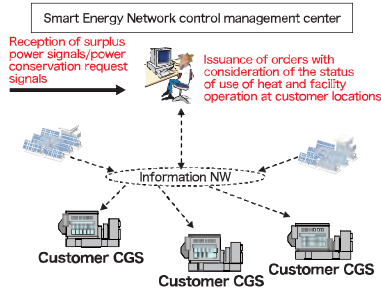 Smart Energy Network control management center
Reception of surplus
power signals/power
conservation request
signals
Issuance of orders with
consideration of the status
of use of heat and facility
operation at customer locations
Information NW
Customer CGS
Customer CGS
Customer CGS